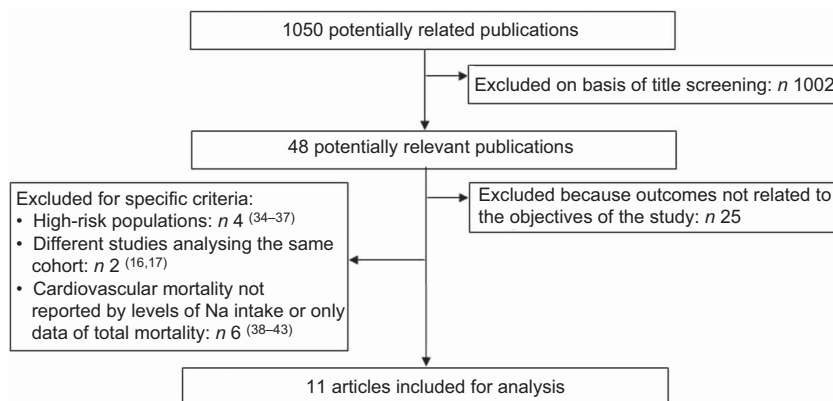 1050 potentially related publications
Excluded on basis of title screening: n 1002
48 potentially relevant publications
Excluded because outcomes not related to
the objectives of the study: n 25
Excluded for specific criteria:
• High-risk populations: n 4 (34–37)
• Different studies analysing the same
cohort: n 2 (16,17)
• Cardiovascular mortality not
reported by levels of Na intake or only
data of total mortality: n 6 (38–43)
11 articles included for analysis